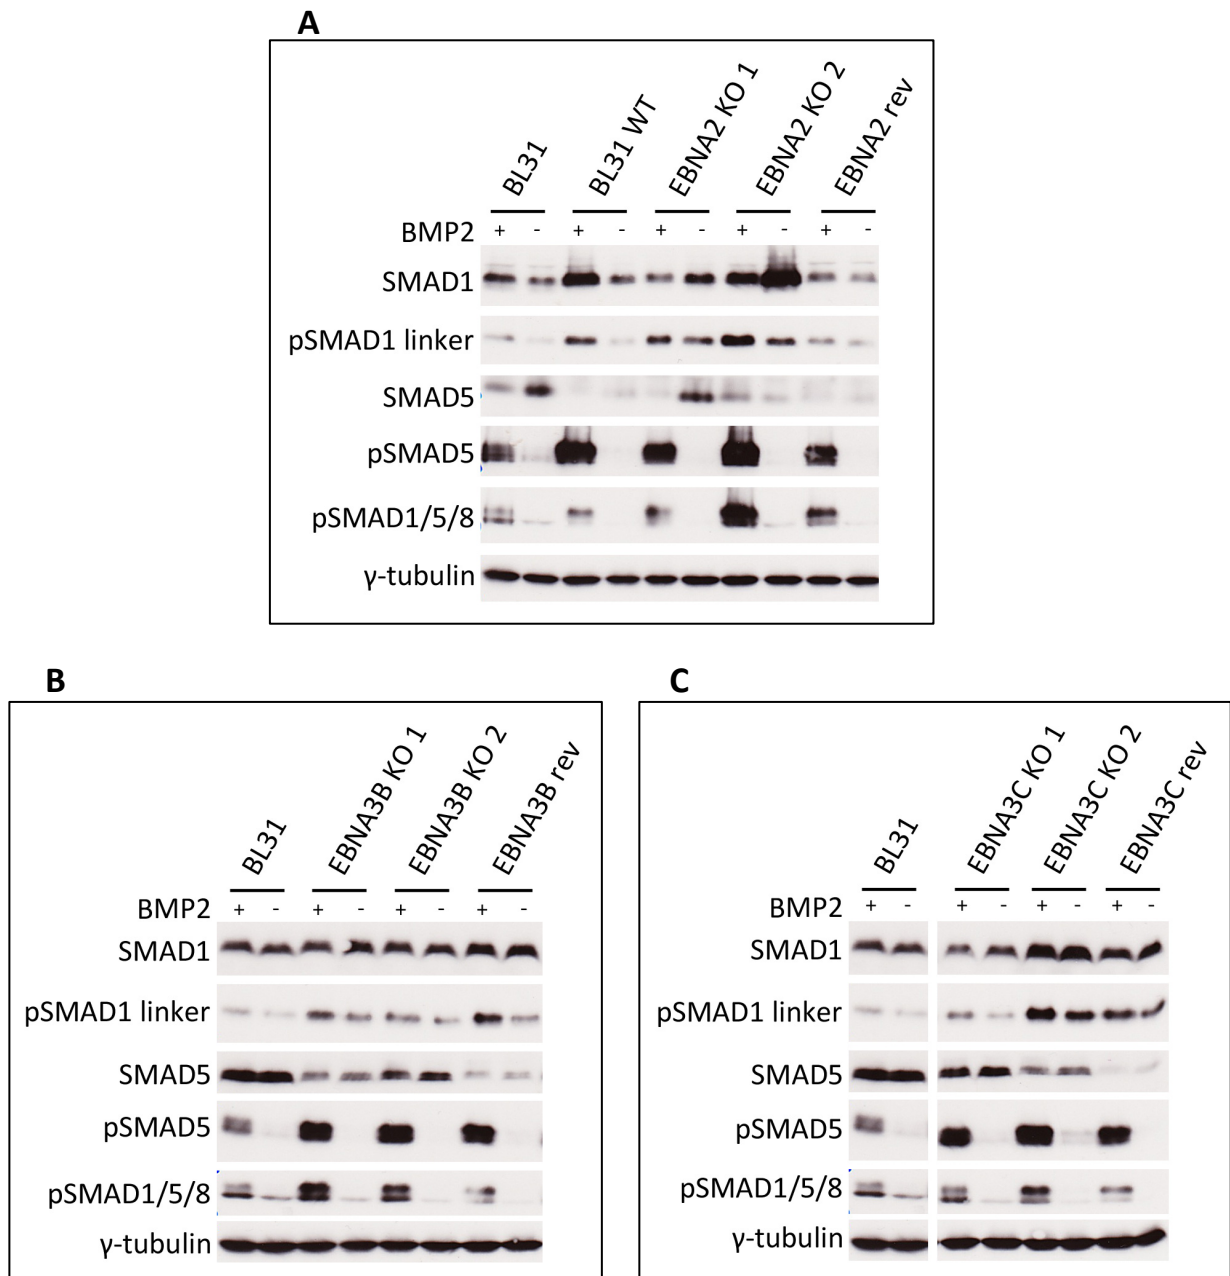 A
BL31 BL31 WT EBNA2 KO 1 EBNA2 KO 2 EBNA2 rev
BMP2 + - + - + - + - + -
SMAD1
pSMAD1 linker
SMAD5
pSMAD5
pSMAD1/5/8
γ-tubulin
B
BL31 EBNA3B KO 1 EBNA3B KO 2 EBNA3B rev
BMP2 + - + - + - + -
SMAD1
pSMAD1 linker
SMAD5
pSMAD5
pSMAD1/5/8
γ-tubulin
C
BL31 EBNA3C KO 1 EBNA3C KO 2 EBNA3C rev
BMP2 + - + - + - + -
SMAD1
pSMAD1 linker
SMAD5
pSMAD5
pSMAD1/5/8
γ-tubulin